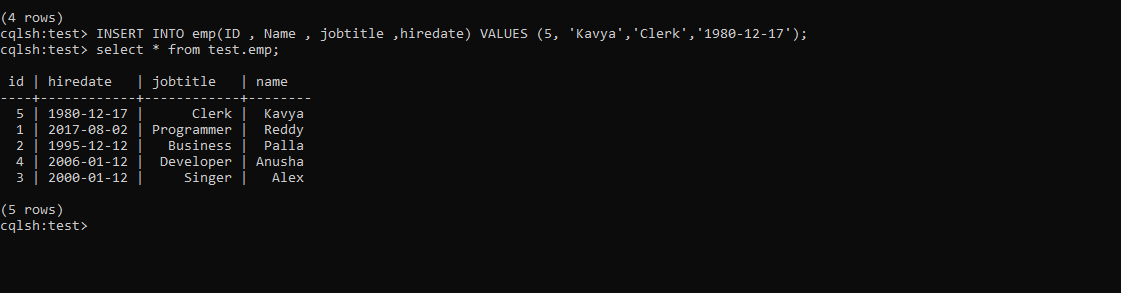 (4 rows)
cqlsh:test> INSERT INTO emp(ID , Name , jobtitle ,hiredate) VALUES (5, 'Kavya','Clerk','1980-12-17');
cqlsh:test> select * from test.emp;
 id | hiredate   | jobtitle   | name
----+------------+------------+--------
  5 | 1980-12-17 |      Clerk |  Kavya
  1 | 2017-08-02 | Programmer |  Reddy
  2 | 1995-12-12 |   Business |  Palla
  4 | 2006-01-12 |  Developer | Anusha
  3 | 2000-01-12 |     Singer |   Alex
(5 rows)
cqlsh:test>